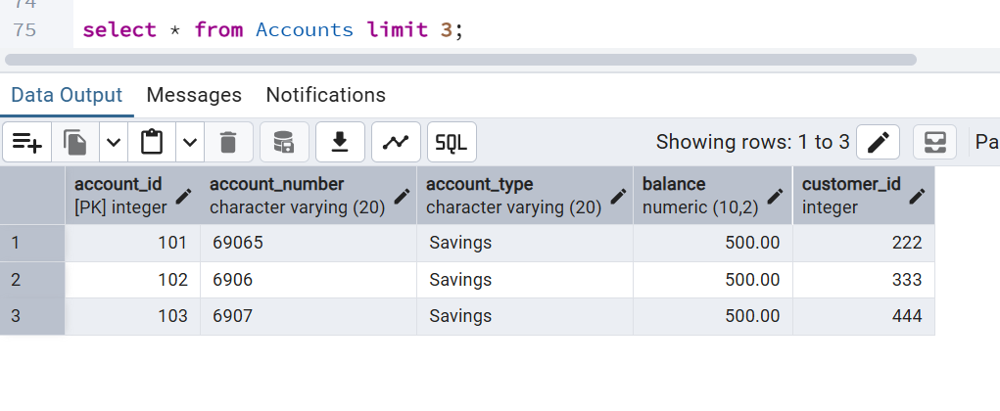 74
75 select * from Accounts limit 3;
Data Output Messages Notifications
SQL Showing rows: 1 to 3 Pa
account_id account_number account_type balance customer_id
[PK] integer character varying (20) character varying (20) numeric (10,2) integer
1 101 69065 Savings 500.00 222
2 102 6906 Savings 500.00 333
3 103 6907 Savings 500.00 444